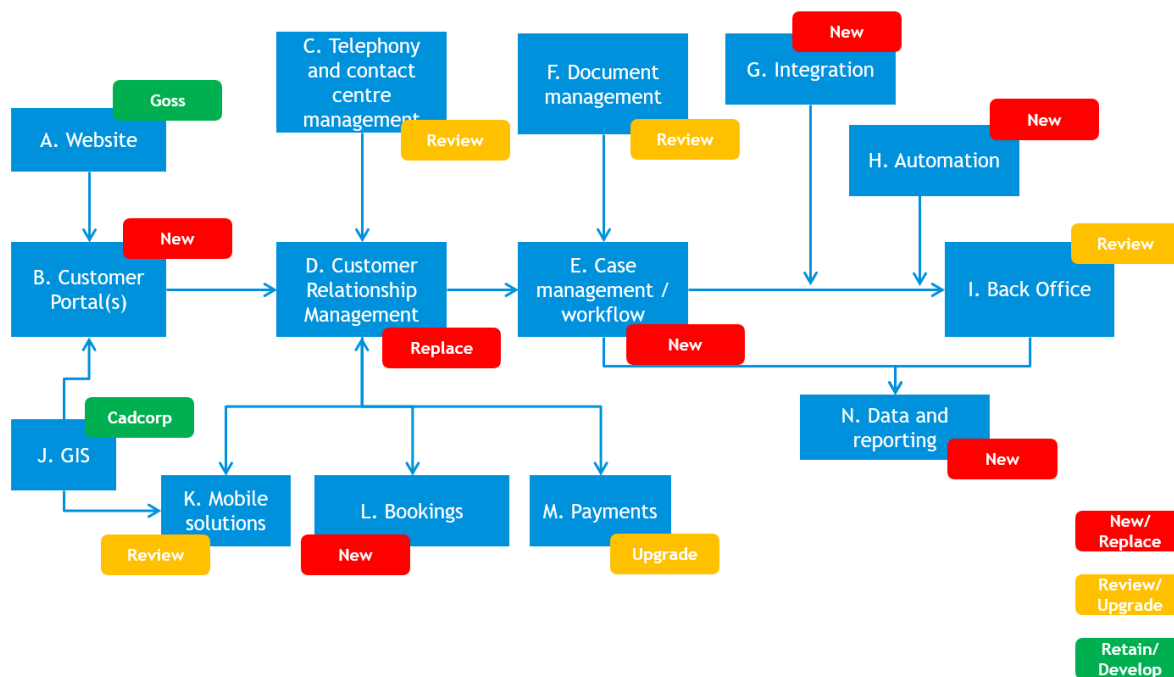 New
C. Telephony
and contact
centre
management
Review
F. Document
management
Review
G. Integration
Goss
A. Website
New
H. Automation
New
B. Customer
Portal(s)
D. Customer
Relationship
Management
Replace
E. Case
management /
workflow
New
Review
I. Back Office
Cadcorp
J. GIS
N. Data and
reporting
New
K. Mobile
solutions
Review
L. Bookings
New
M. Payments
Upgrade
New/
Replace
Review/
Upgrade
Retain/
Develop